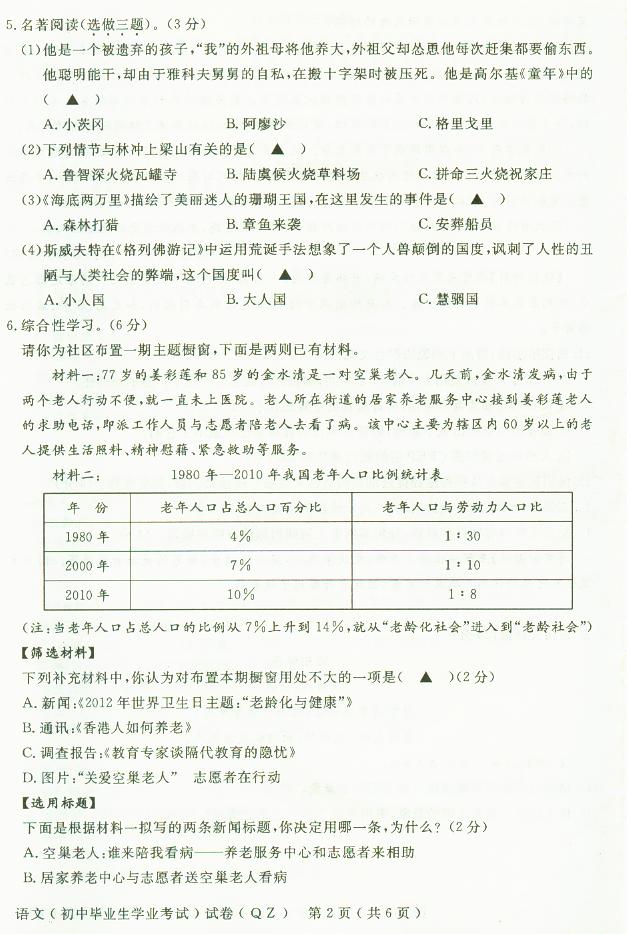 5.名著阅读(选做三题)。(3分)
(1)他是一个被遗弃的孩子,“我”的外祖母将他养大,外祖父却怂恿他每次赶集都要偷东西。
他聪明能干,却由于雅科夫舅舅的自私,在搬十字架时被压死。他是高尔基《童年》中的
( ▲ )
A.小茨冈 B.阿廖沙 C.格里戈里
(2)下列情节与林冲上梁山有关的是( ▲ )
A.鲁智深火烧瓦罐寺 B.陆虞候火烧草料场 C.拼命三火烧祝家庄
(3)《海底两万里》描绘了美丽迷人的珊瑚王国,在这里发生的事件是( ▲ )
A.森林打猎 B.章鱼来袭 C.安葬船员
(4)斯威夫特在《格列佛游记》中运用荒诞手法想象了一个人兽颠倒的国度,讽刺了人性的丑
陋与人类社会的弊端,这个国度叫( ▲ )
A.小人国 B.大人国 C.慧骃国
6.综合性学习。(6分)
请你为社区布置一期主题橱窗,下面是两则已有材料。
材料一:77岁的姜彩莲和85岁的金水清是一对空巢老人。几天前,金水清发病,由于
两个老人行动不便,就一直未上医院。老人所在街道的居家养老服务中心接到姜彩莲老人
的求助电话,即派工作人员与志愿者陪老人去看了病。该中心主要为辖区内60岁以上的老
人提供生活照料、精神慰藉、紧急救助等服务。
材料二: 1980年—2010年我国老年人口比例统计表
年 份 老年人口占总人口百分比 老年人口与劳动力人口比
1980年 4% 1∶30
2000年 7% 1∶10
2010年 10% 1∶8
(注:当老年人口占总人口的比例从7%上升到14%,就从“老龄化社会”进入到“老龄社会”)
【筛选材料】
下列补充材料中,你认为对布置本期橱窗用处不大的一项是( ▲ )(2分)
A.新闻:《2012年世界卫生日主题:“老龄化与健康”》
B.通讯:《香港人如何养老》
C.调查报告:《教育专家谈隔代教育的隐忧》
D.图片:“关爱空巢老人” 志愿者在行动
【选用标题】
下面是根据材料一拟写的两条新闻标题,你决定用哪一条,为什么?(2分)
A.空巢老人:谁来陪我看病——养老服务中心和志愿者来相助
B.居家养老中心与志愿者送空巢老人看病
语文(初中毕业生学业考试)试卷(QZ) 第2页(共6页)